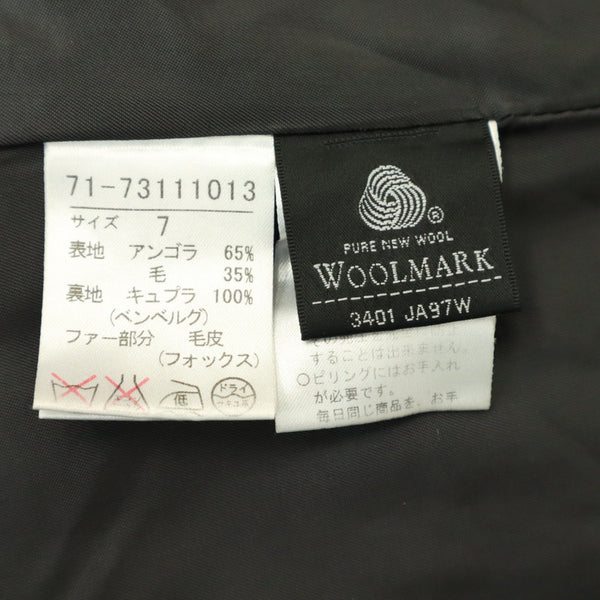 71-73111013
サイズ 7
表地 アンゴラ 65%
毛 35%
裏地 キュプラ 100%
(ベンベルグ)
ファー部分 毛皮
(フォックス)
低
ドライ
PURE NEW WOOL
WOOLMARK
3401 JA97W
することは出来ません。
○ピリングにはお手入れ
が必要です。
毎日同じ商品を、お手